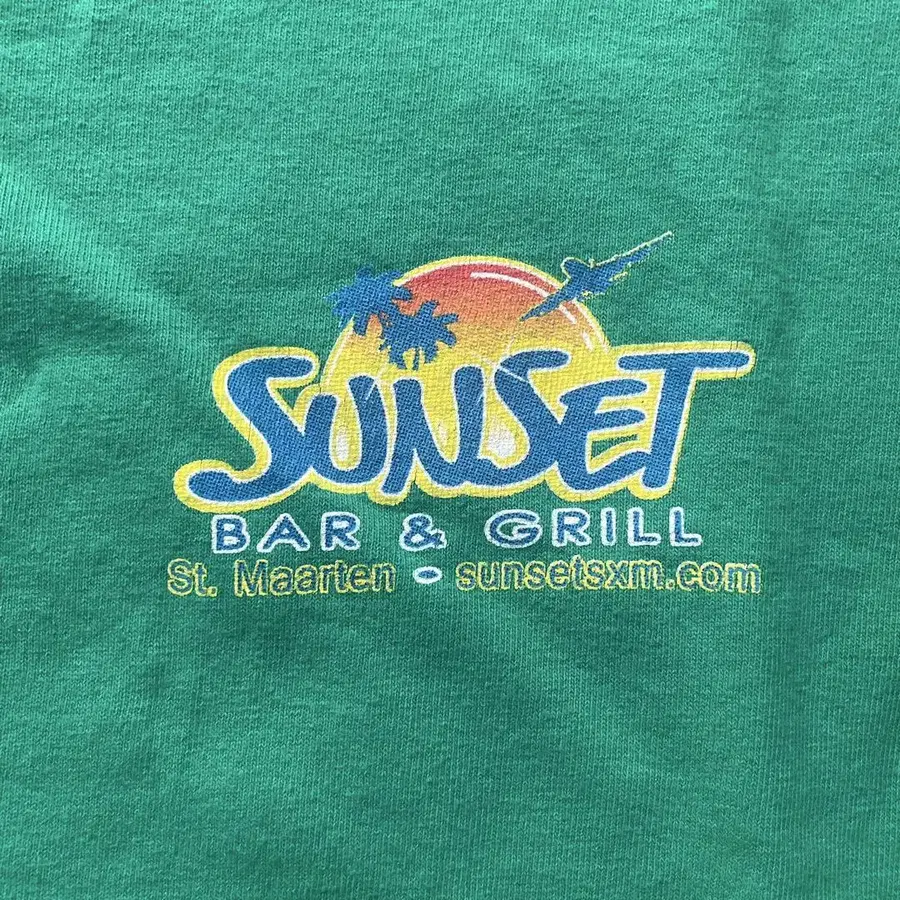 SUNSET
BAR & GRILL
St. Maarten - sunsetsxm.com